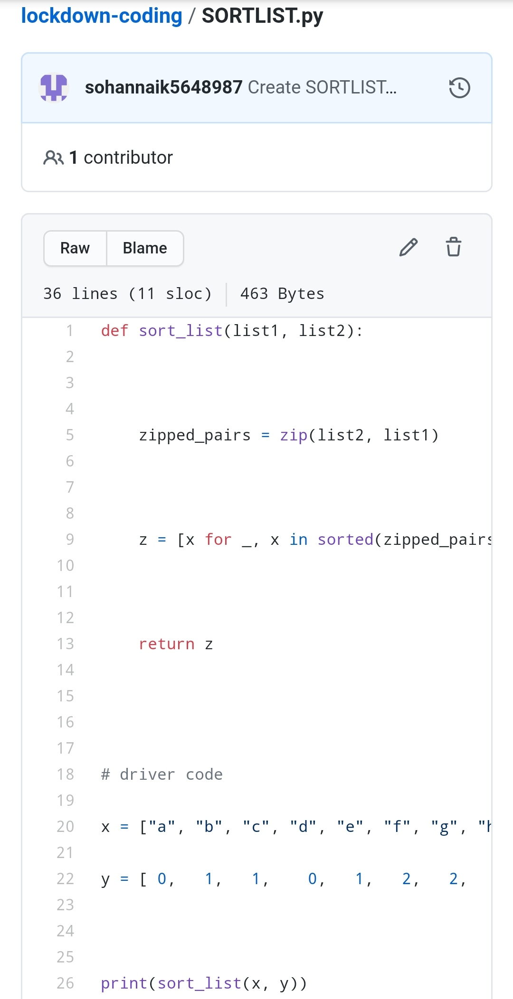 lockdown-coding / SORTLIST.py
sohannaik5648987 Create SORTLIST...
1 contributor
Raw Blame
36 lines (11 sloc) 463 Bytes
1 def sort_list(list1, list2):
2
3
4
5 zipped_pairs = zip(list2, list1)
6
7
8
9 z = [x for _, x in sorted(zipped_pairs
10
11
12
13 return z
14
15
16
17
18 # driver code
19
20 x = ["a", "b", "c", "d", "e", "f", "g", "h
21
22 y = [ 0, 1, 1, 0, 1, 2, 2,
23
24
25
26 print(sort_list(x, y))